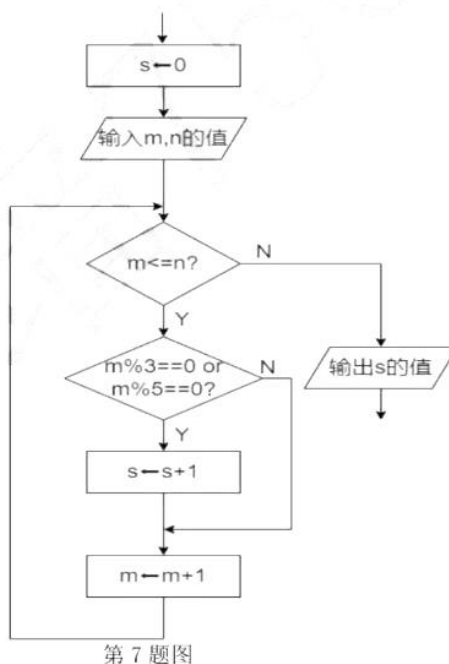 s←0
输入m,n的值
m<=n?
N
Y
m%3==0 or
m%5==0?
N
输出s的值
Y
s←s+1
m←m+1
第 7 题图